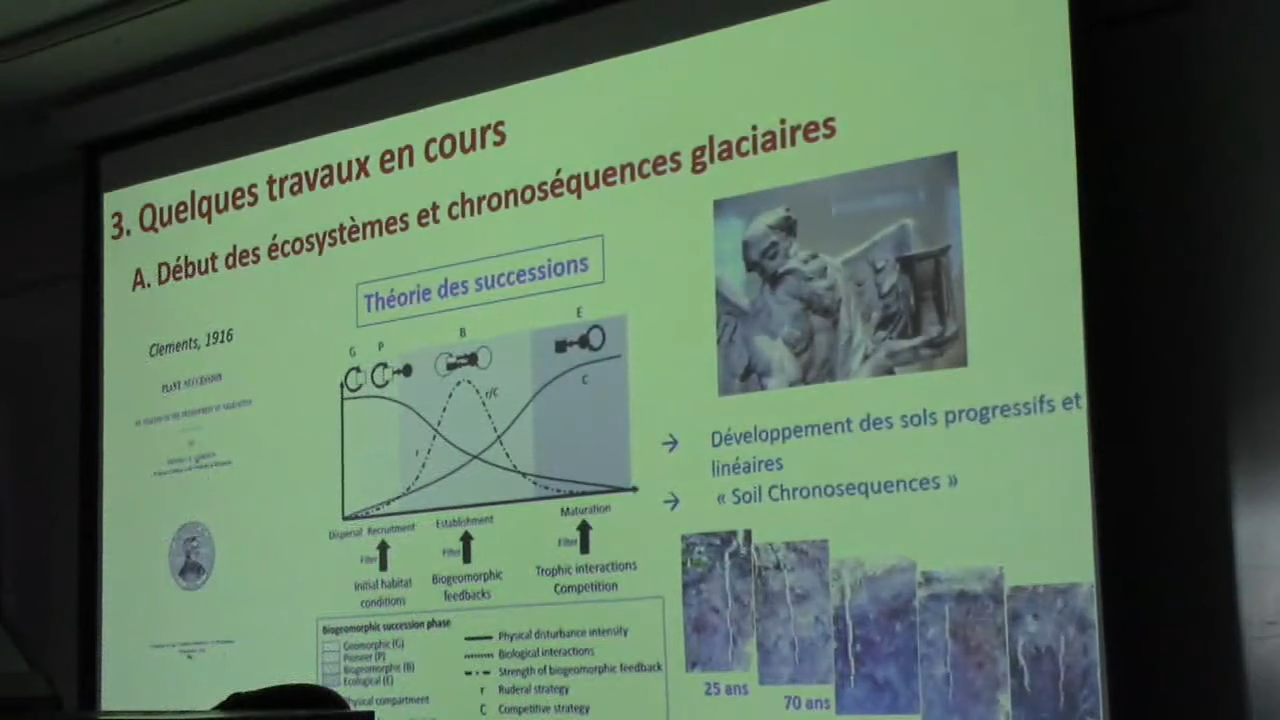 3. Quelques travaux en cours
A. Début des écosystèmes et chronoséquences glaciaires
Théorie des successions
Clements, 1916
PLANT SUCCESSION
G P B E
r r/C C
Dispersal Recruitment Establishment Maturation
Filter Filter Filter
Initial habitat conditions
Biogeomorphic feedbacks
Trophic interactions
Competition
Biogeomorphic succession phase
Geomorphic (G)
Pioneer (P)
Biogeomorphic (B)
Ecological (E)
Physical disturbance intensity
Biological interactions
Strength of biogeomorphic feedback
r Ruderal strategy
C Competitive strategy
compartment
→ Développement des sols progressifs et
linéaires
→ « Soil Chronosequences »
25 ans
70 ans